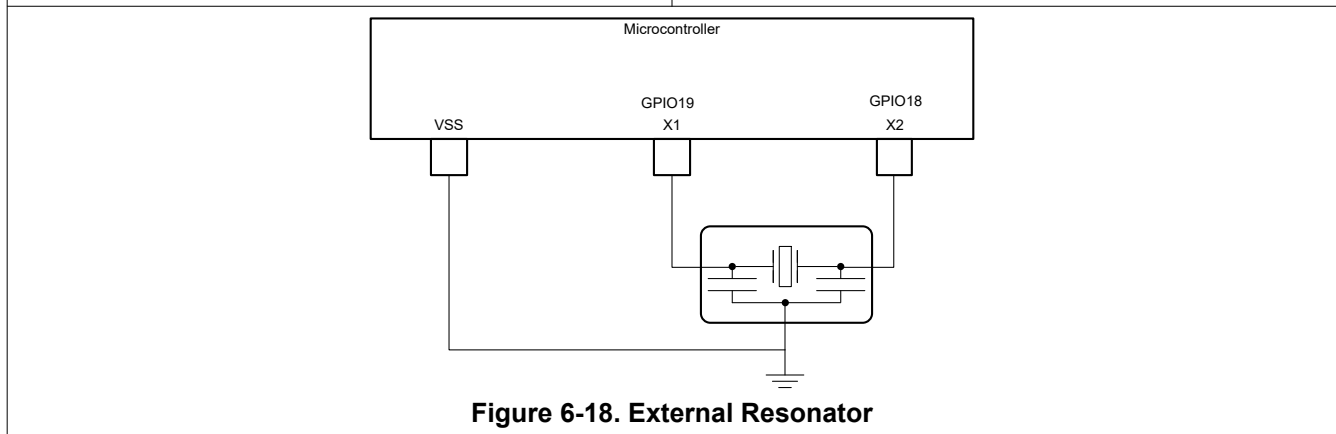 Microcontroller
GPIO19
GPIO18
VSS
X1
X2
Figure 6-18. External Resonator